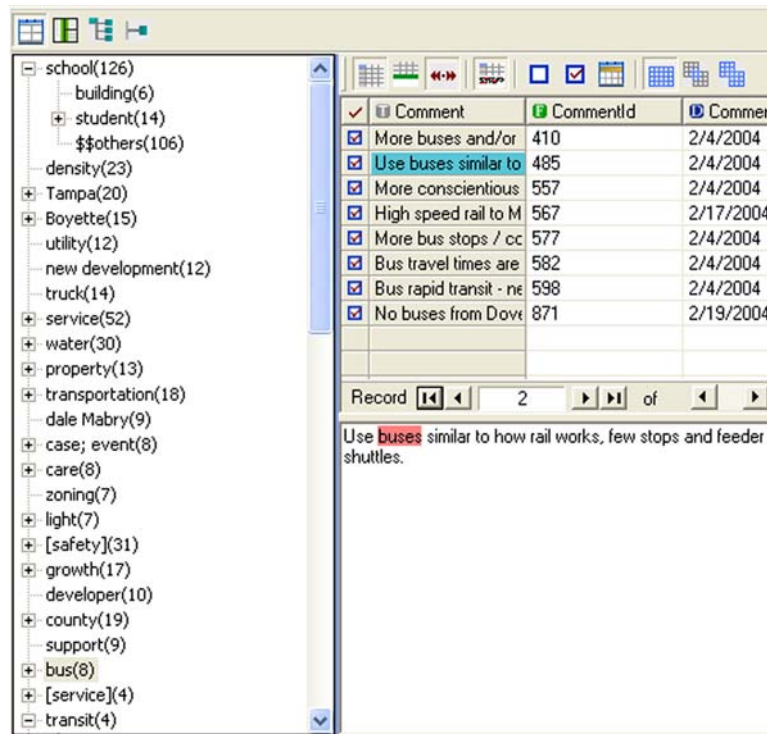 school(126)
building(6)
student(14)
$$others(106)
density(23)
Tampa(20)
Boyette(15)
utility(12)
new development(12)
truck(14)
service(52)
water(30)
property(13)
transportation(18)
dale Mabry(9)
case; event(8)
care(8)
zoning(7)
light(7)
[safety](31)
growth(17)
developer(10)
county(19)
support(9)
bus(8)
[service](4)
transit(4)
Comment CommentId Commer
More buses and/or 410 2/4/2004
Use buses similar to 485 2/4/2004
More conscientious 557 2/4/2004
High speed rail to M 567 2/17/2004
More bus stops / cc 577 2/4/2004
Bus travel times are 582 2/4/2004
Bus rapid transit - ne 598 2/4/2004
No buses from Dove 871 2/19/2004
Record 2 of
Use buses similar to how rail works, few stops and feeder
shuttles.